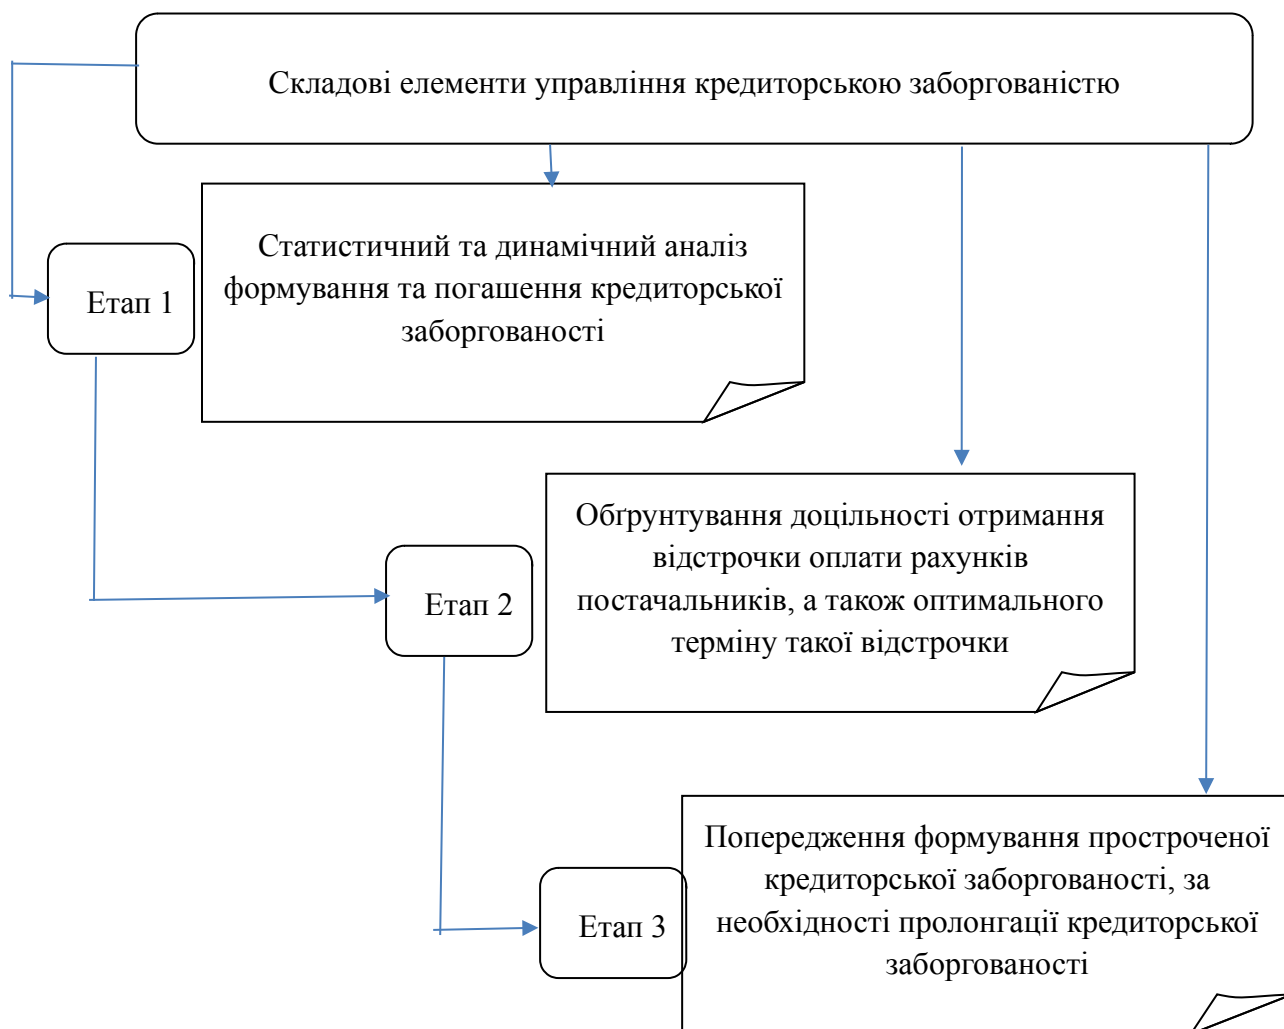 Складові елементи управління кредиторською заборгованістю
Етап 1
Статистичний та динамічний аналіз
формування та погашення кредиторської
заборгованості
Етап 2
Обґрунтування доцільності отримання
відстрочки оплати рахунків
постачальників, а також оптимального
терміну такої відстрочки
Етап 3
Попередження формування простроченої
кредиторської заборгованості, за
необхідності пролонгації кредиторської
заборгованості